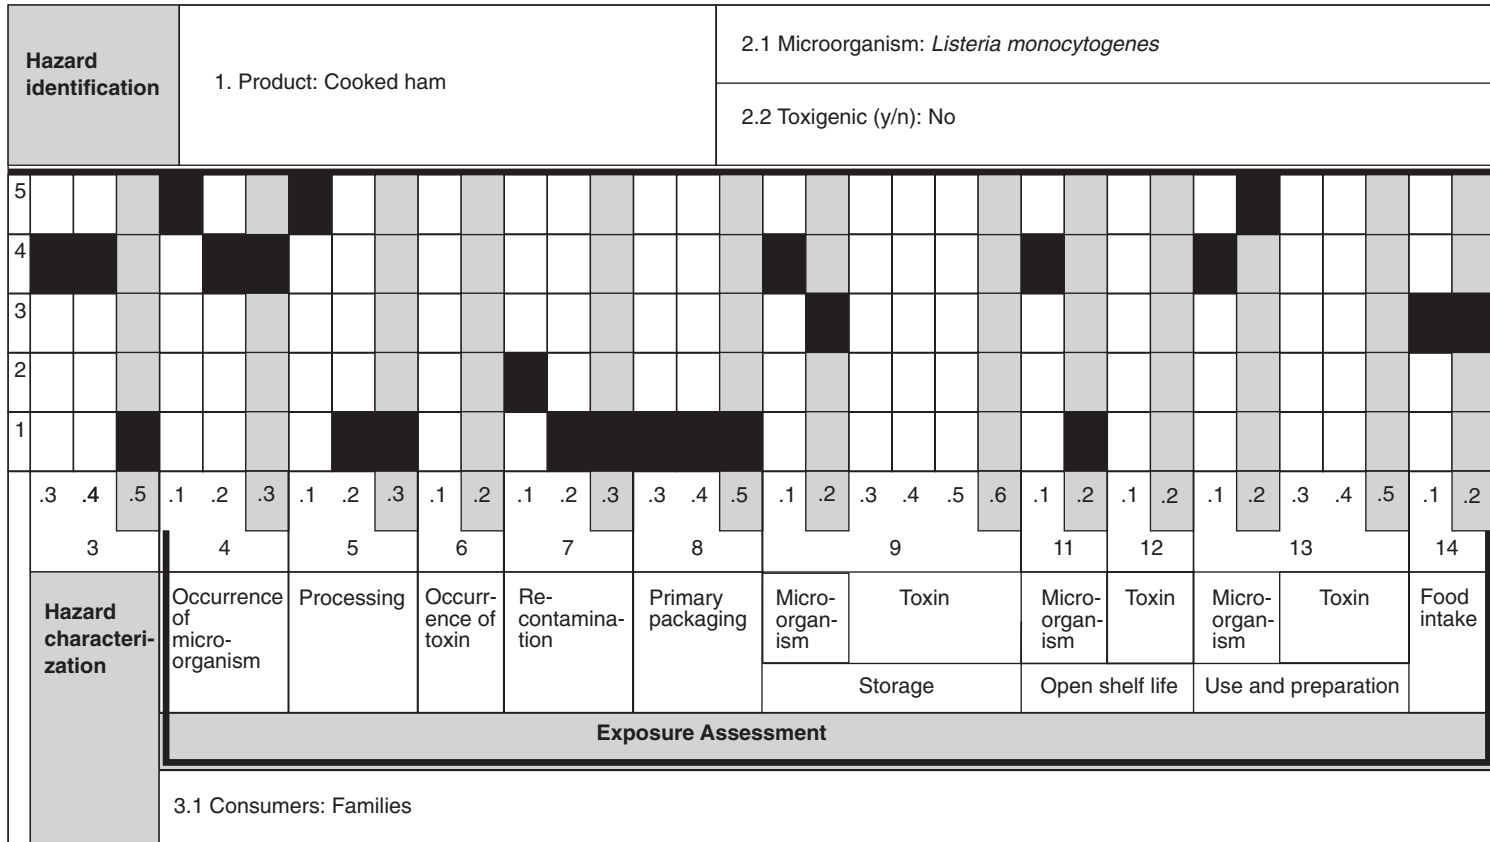 Hazard
identification
1. Product: Cooked ham
2.1 Microorganism: Listeria monocytogenes
2.2 Toxigenic (y/n): No
5
4
3
2
1
.3 .4 .5 .1 .2 .3 .1 .2 .3 .1 .2 .1 .2 .3 .3 .4 .5 .1 .2 .3 .4 .5 .6 .1 .2 .1 .2 .1 .2 .3 .4 .5 .1 .2
3 4 5 6 7 8 9 11 12 13 14
Hazard
characteri-
zation
Occurrence
of
micro-
organism
Processing
Occurr-
ence of
toxin
Re-
contamina-
tion
Primary
packaging
Micro-
organ-
ism
Toxin
Storage
Micro-
organ-
ism
Toxin
Open shelf life
Micro-
organ-
ism
Toxin
Use and preparation
Food
intake
Exposure Assessment
3.1 Consumers: Families